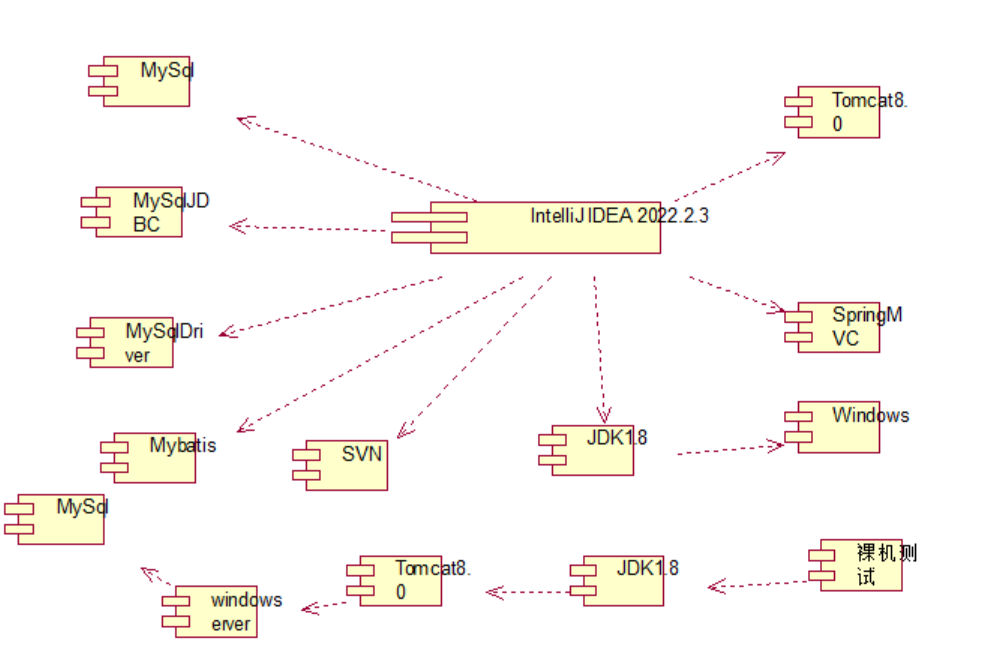 MySql
Tomcat8.
0
MySqlJD
BC
IntelliJ IDEA 2022.2.3
MySqlDri
ver
SpringM
VC
Mybatis
SVN
JDK1.8
Windows
MySql
windows
erver
Tomcat8.
0
JDK1.8
裸机测
试